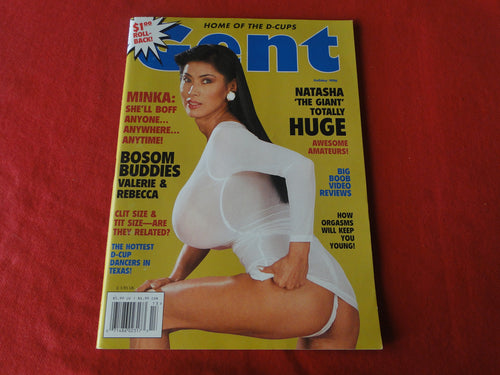 HOME OF THE D-CUPS
$1.00
ROLL-
BACK!
Gent
MINKA:
SHE'LL BOFF
ANYONE...
ANYWHERE...
ANYTIME!
BOSOM
BUDDIES
VALERIE &
REBECCA
CLIT SIZE &
TIT SIZE—ARE
THEY RELATED?
THE HOTTEST
D-CUP
DANCERS IN
TEXAS!
NATASHA
'THE GIANT'
TOTALLY
HUGE
AWESOME
AMATEURS!
BIG
BOOB
VIDEO
REVIEWS
HOW
ORGASMS
WILL KEEP
YOU
YOUNG!